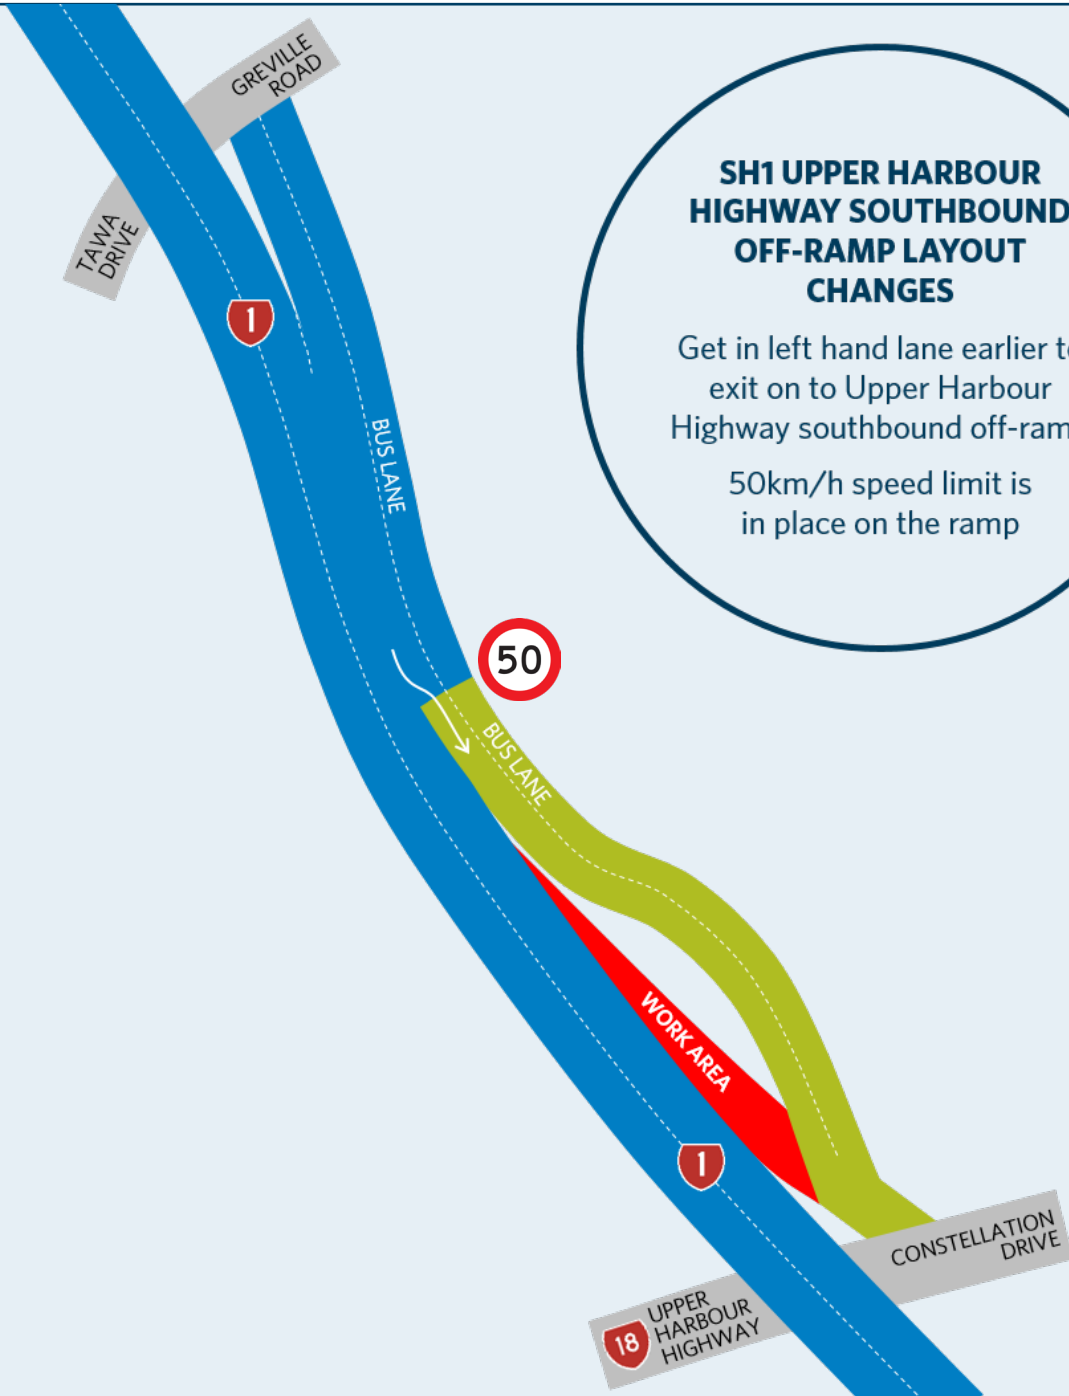 GREVILLE
ROAD
TAWA
DRIVE
1
SH1 UPPER HARBOUR
HIGHWAY SOUTHBOUND
OFF-RAMP LAYOUT
CHANGES
Get in left hand lane earlier
exit on to Upper Harbour
Highway southbound
50km/h speed limit is
in place on the ramp
BUS LANE
50
BUS LANE
WORK AREA
1
CONSTELLATION
DRIVE
18
UPPER
HARBOUR
HIGHWAY